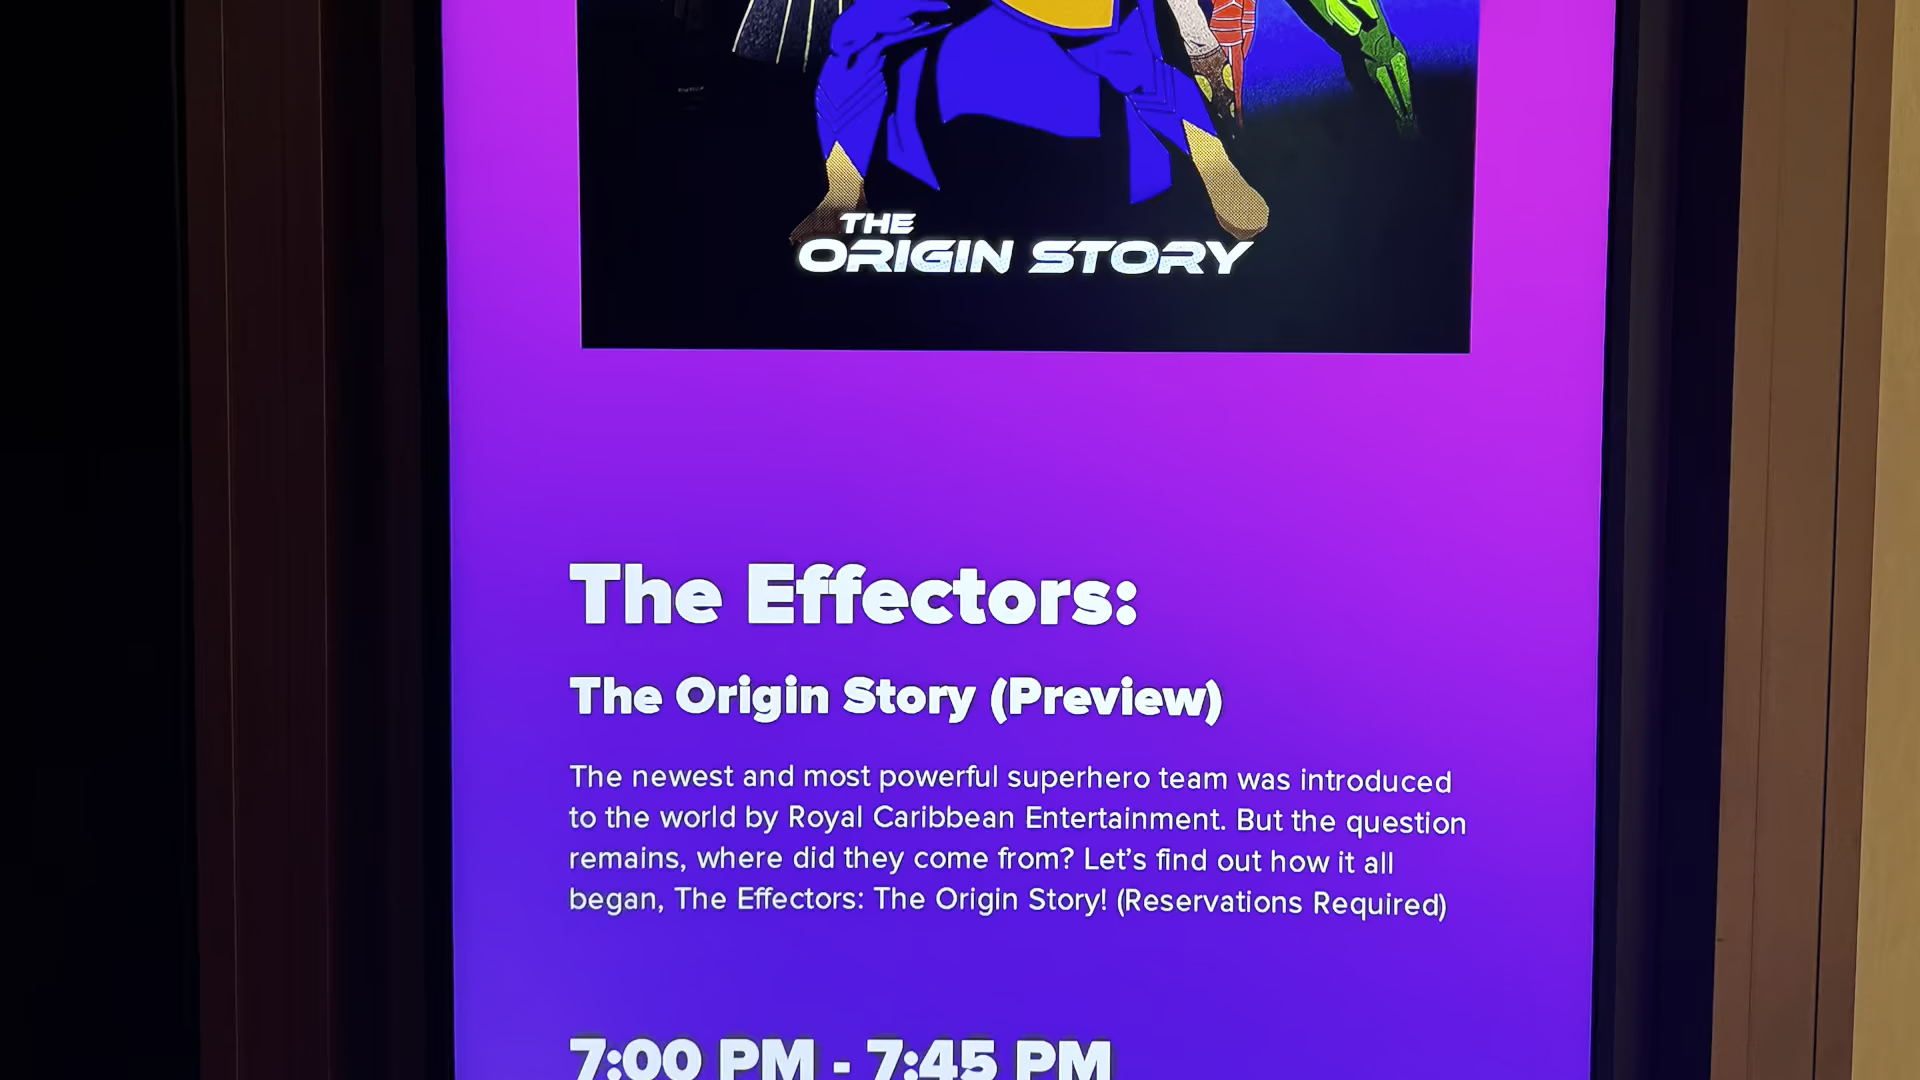 THE
ORIGIN STORY
The Effectors:
The Origin Story (Preview)
The newest and most powerful superhero team was introduced
to the world by Royal Caribbean Entertainment. But the question
remains, where did they come from? Let's find out how it all
began, The Effectors: The Origin Story! (Reservations Required)
7:00 PM - 7:45 PM